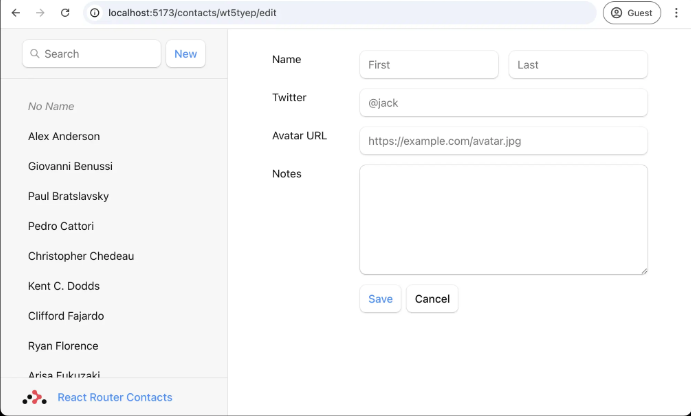 localhost:5173/contacts/wt5tyep/edit
Guest
Search
New
No Name
Alex Anderson
Giovanni Benussi
Paul Bratslavsky
Pedro Cattori
Christopher Chedeau
Kent C. Dodds
Clifford Fajardo
Ryan Florence
Arisa Fukuzaki
React Router Contacts
Name
First
Last
Twitter
@jack
Avatar URL
https://example.com/avatar.jpg
Notes
Save
Cancel